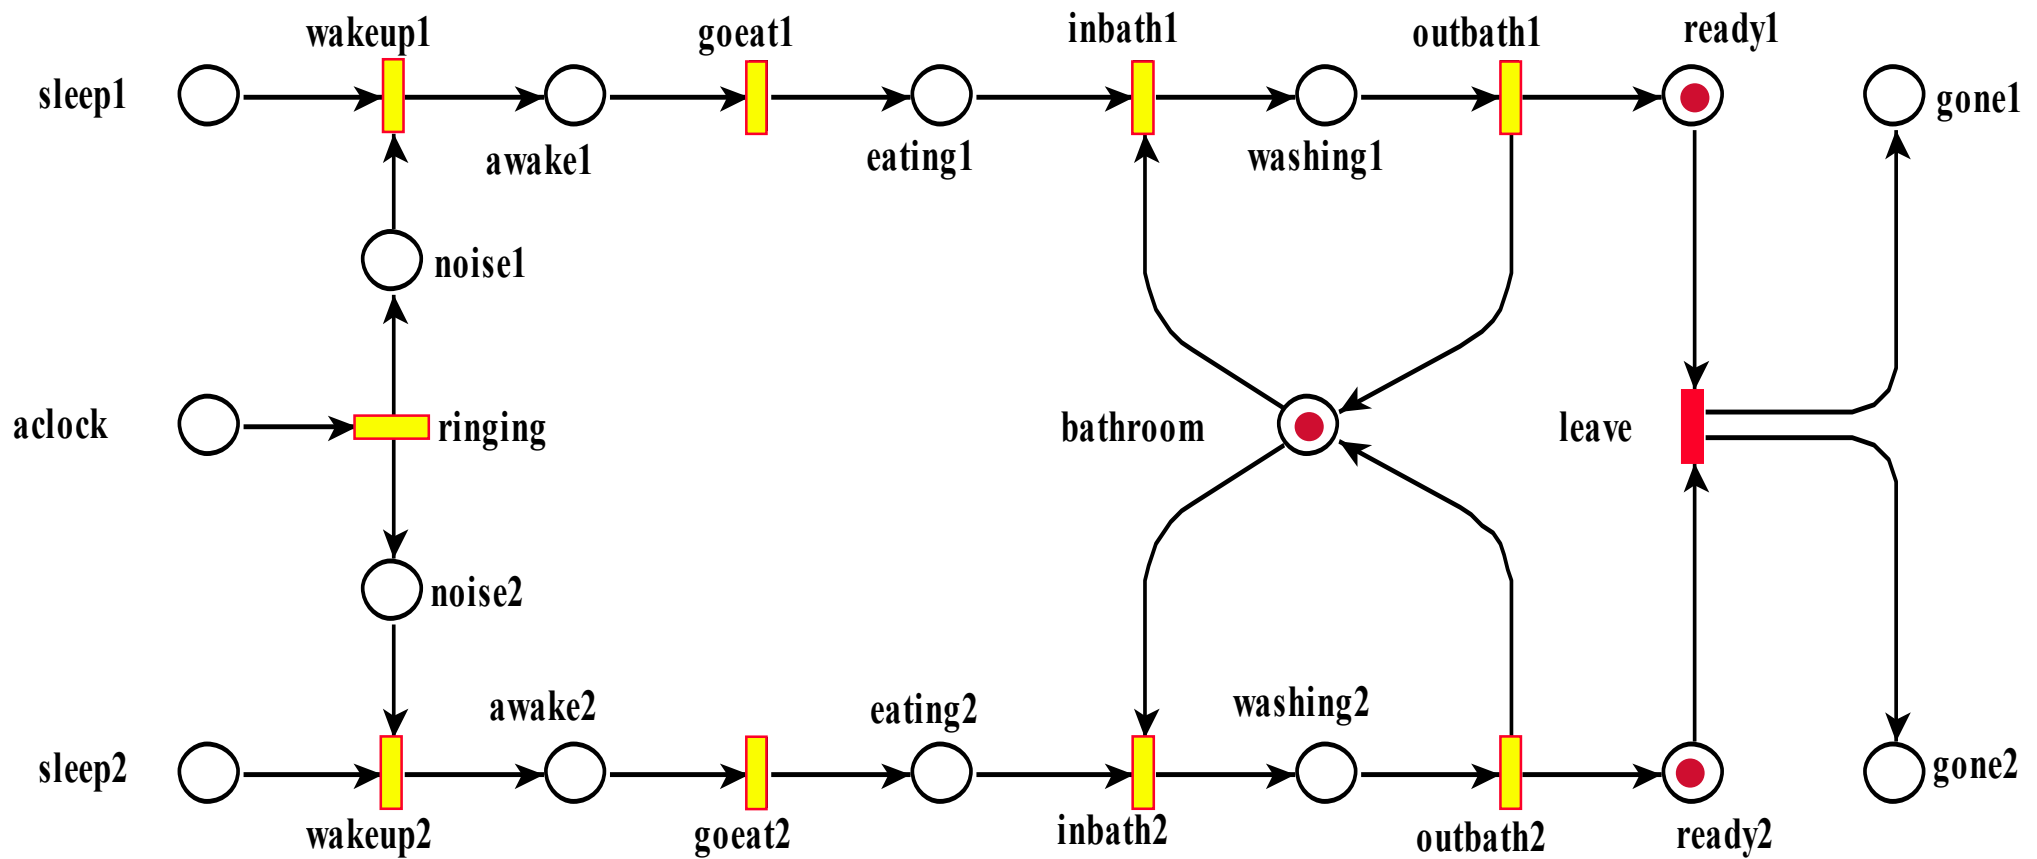 wakeup1
goeat1
inbath1
outbath1
ready1
sleep1
gone1
awake1
eating1
washing1
noise1
aclock
ringing
bathroom
leave
noise2
awake2
eating2
washing2
sleep2
gone2
wakeup2
goeat2
inbath2
outbath2
ready2